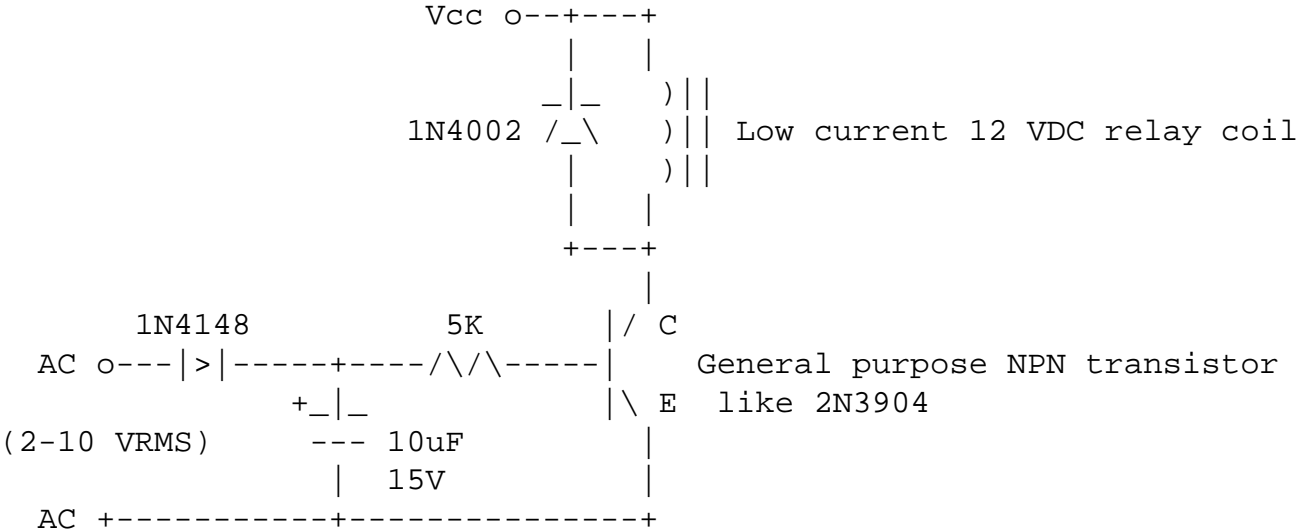 Vcc o--+---+
|   |
_|_   )||
1N4002 /_\   )|| Low current 12 VDC relay coil
|    )||
|   |
+---+
|
1N4148          5K       |/ C
AC o---|>|-----+----/\/\-----|    General purpose NPN transistor
+_|_            |\ E  like 2N3904
(2-10 VRMS)     --- 10uF           |
|  15V            |
AC +-----------+---------------+